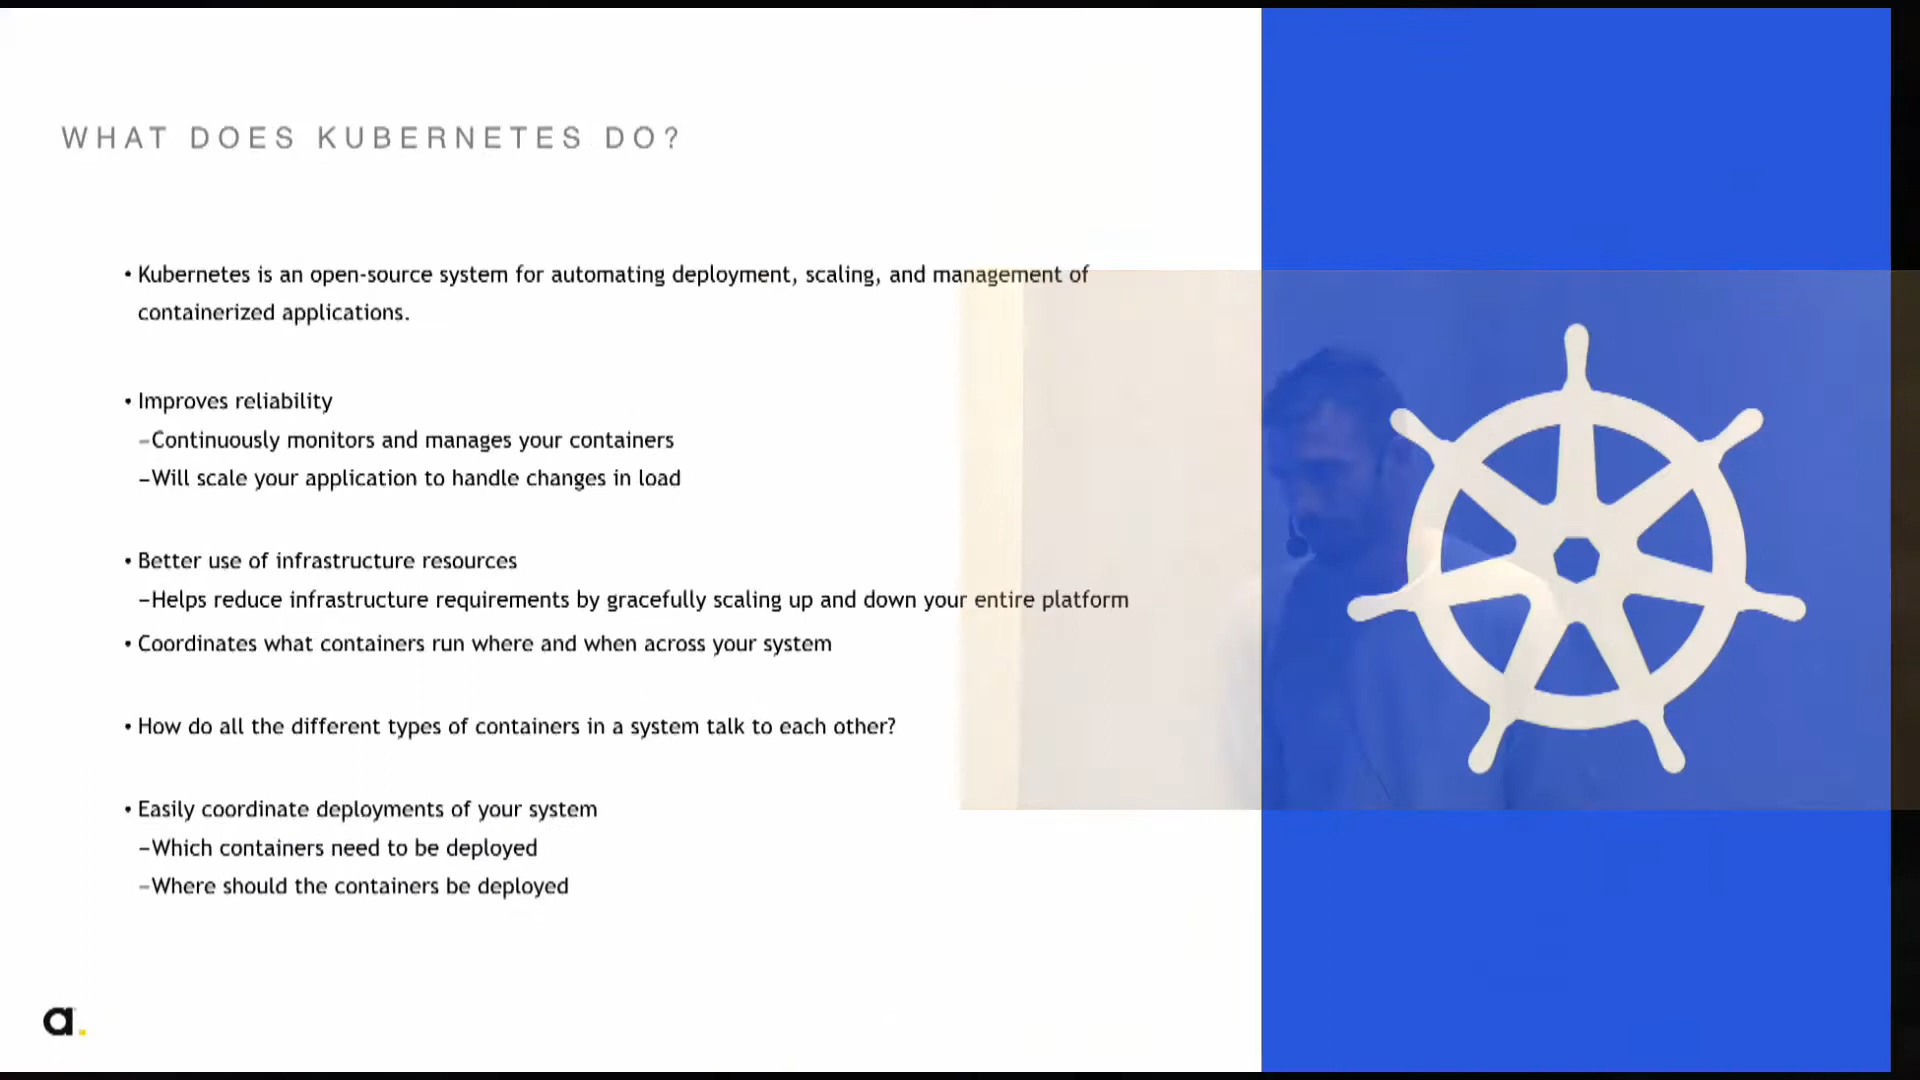 WHAT DOES KUBERNETES DO?
• Kubernetes is an open-source system for automating deployment, scaling, and management of
containerized applications.
• Improves reliability
–Continuously monitors and manages your containers
–Will scale your application to handle changes in load
• Better use of infrastructure resources
–Helps reduce infrastructure requirements by gracefully scaling up and down your entire platform
• Coordinates what containers run where and when across your system
• How do all the different types of containers in a system talk to each other?
• Easily coordinate deployments of your system
–Which containers need to be deployed
–Where should the containers be deployed
a.